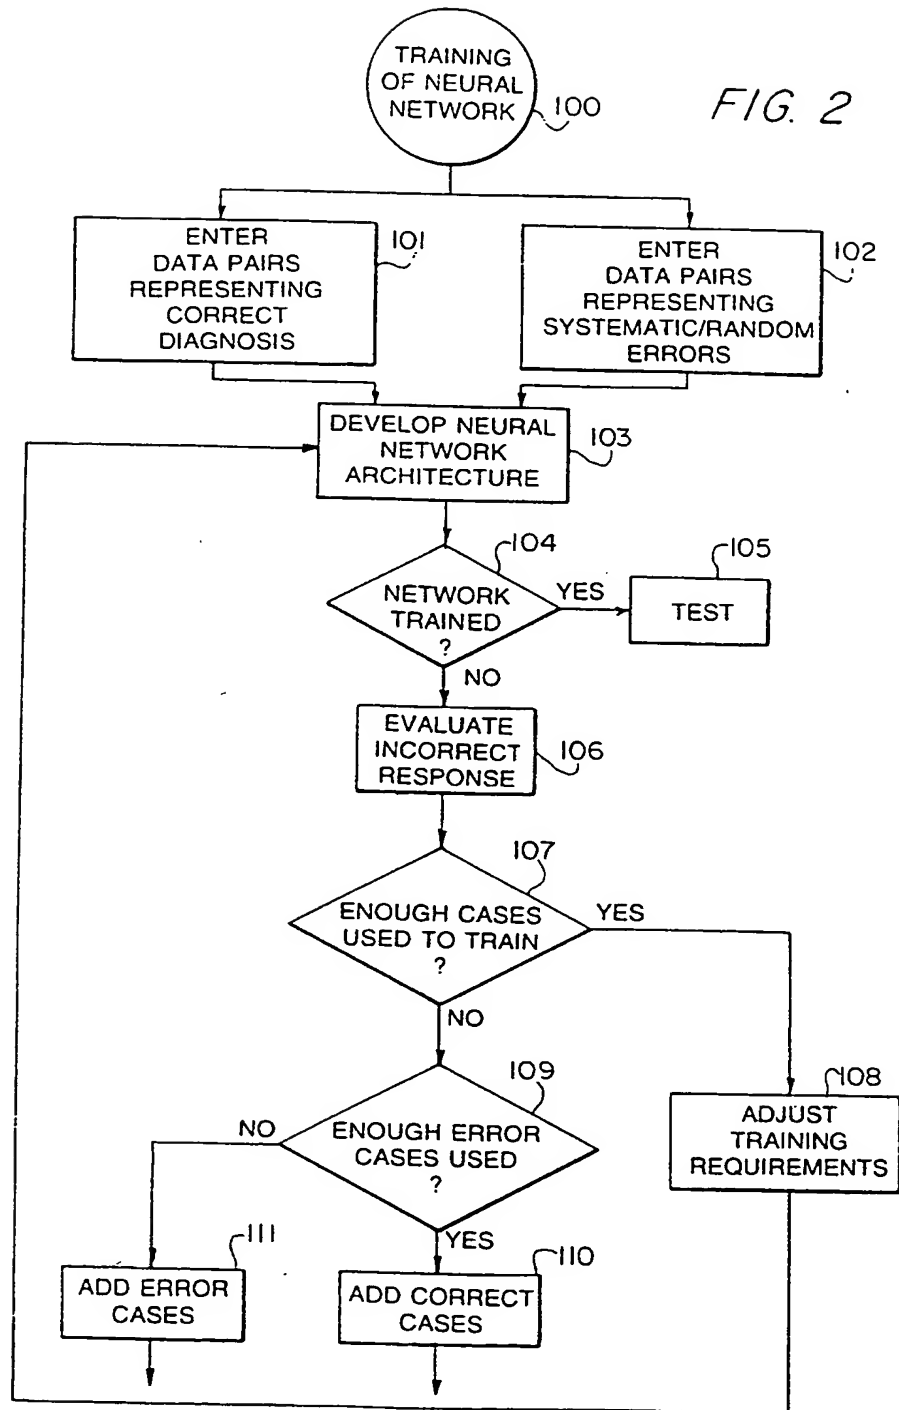 TRAINING
OF NEURAL
NETWORK
100
FIG. 2
ENTER
DATA PAIRS
REPRESENTING
CORRECT
DIAGNOSIS
101
ENTER
DATA PAIRS
REPRESENTING
SYSTEMATIC/RANDOM
ERRORS
102
DEVELOP NEURAL
NETWORK
ARCHITECTURE
103
104
NETWORK
TRAINED
?
YES
105
TEST
NO
EVALUATE
INCORRECT
RESPONSE
106
107
ENOUGH CASES
USED TO TRAIN
?
YES
NO
109
ENOUGH ERROR
CASES USED
?
NO
YES
108
ADJUST
TRAINING
REQUIREMENTS
111
ADD ERROR
CASES
110
ADD CORRECT
CASES